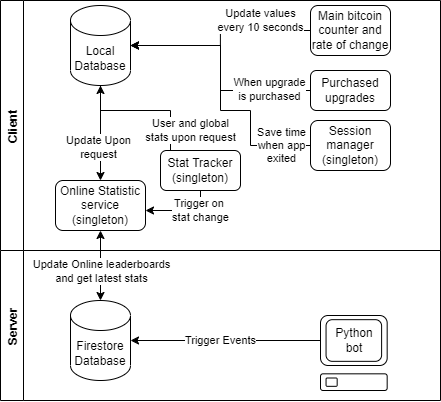 Client
Local
Database
Update values
every 10 seconds
Main bitcoin
counter and
rate of change
When upgrade
is purchased
Purchased
upgrades
Save time
when app
exited
Session
manager
(singleton)
User and global
stats upon request
Update Upon
request
Stat Tracker
(singleton)
Online Statistic
service
(singleton)
Trigger on
stat change
Server
Update Online leaderboards
and get latest stats
Firestore
Database
Trigger Events
Python
bot